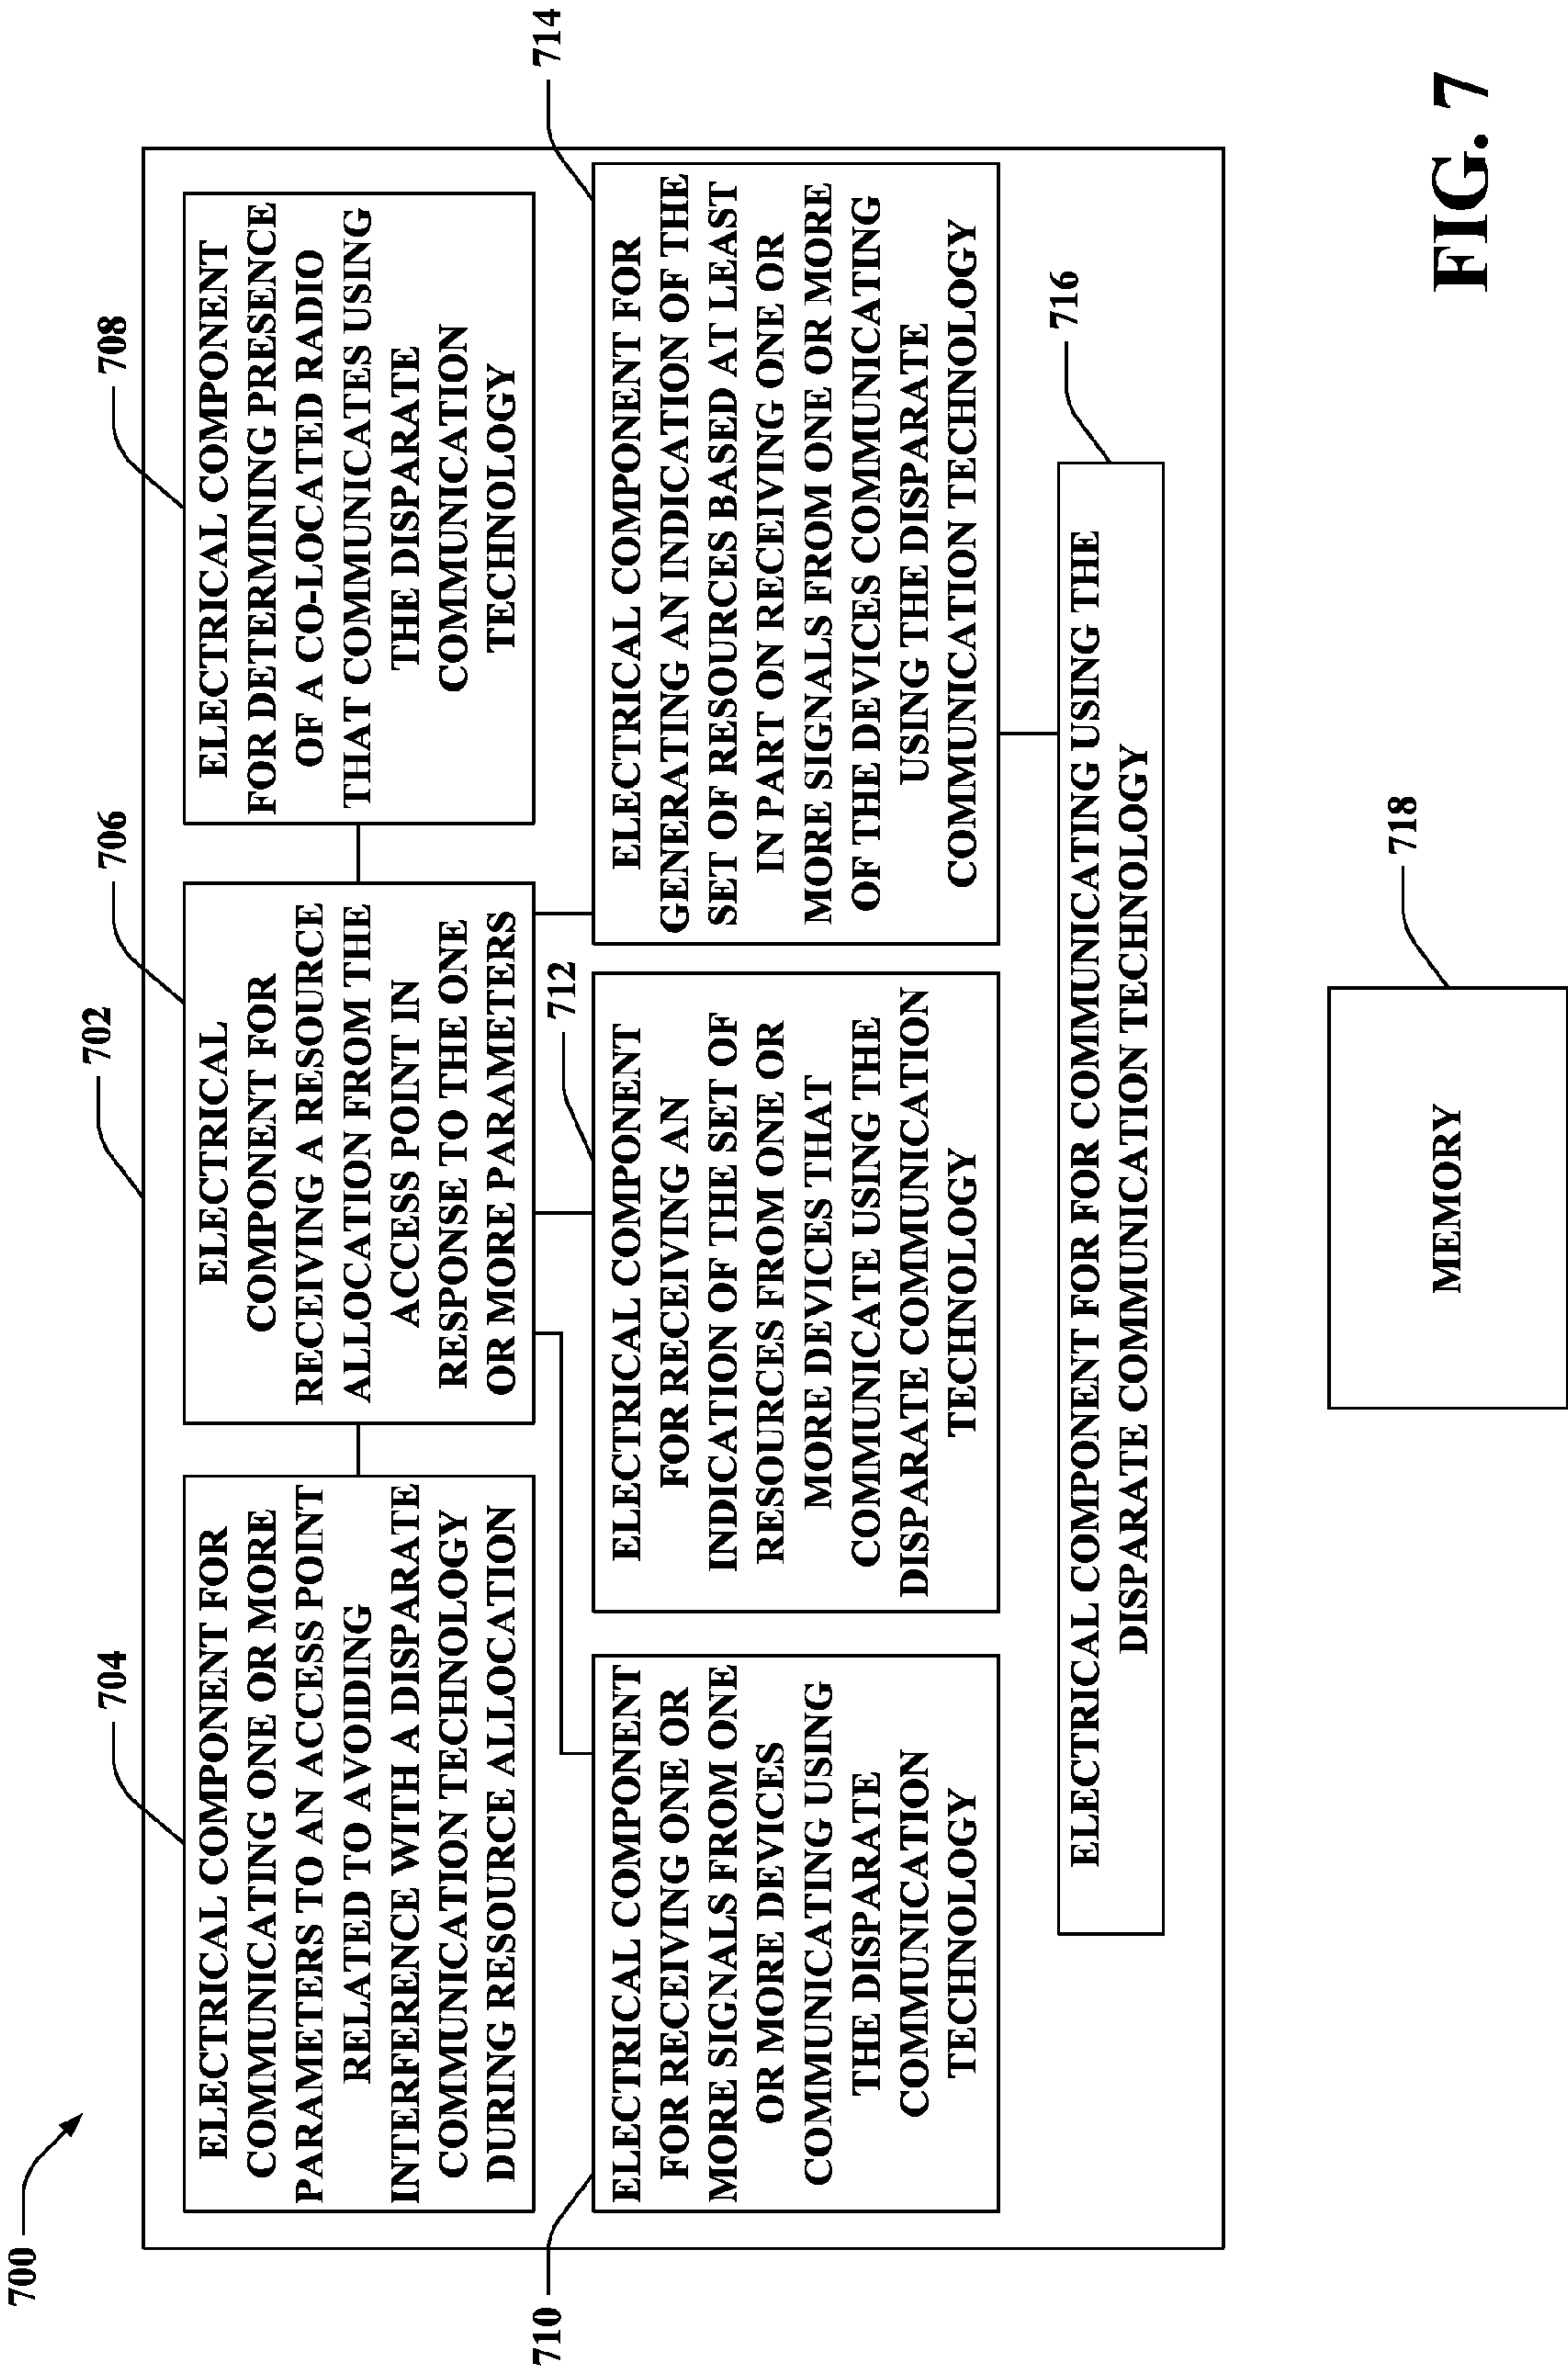 700
702
704
ELECTRICAL COMPONENT FOR
COMMUNICATING ONE OR MORE
PARAMETERS TO AN ACCESS POINT
RELATED TO AVOIDING
INTERFERENCE WITH A DISPARATE
COMMUNICATION TECHNOLOGY
DURING RESOURCE ALLOCATION
706
ELECTRICAL
COMPONENT FOR
RECEIVING A RESOURCE
ALLOCATION FROM THE
ACCESS POINT IN
RESPONSE TO THE ONE
OR MORE PARAMETERS
708
ELECTRICAL COMPONENT
FOR DETERMINING PRESENCE
OF A CO-LOCATED RADIO
THAT COMMUNICATES USING
THE DISPARATE
COMMUNICATION
TECHNOLOGY
710
ELECTRICAL COMPONENT
FOR RECEIVING ONE OR
MORE SIGNALS FROM ONE
OR MORE DEVICES
COMMUNICATING USING
THE DISPARATE
COMMUNICATION
TECHNOLOGY
712
ELECTRICAL COMPONENT
FOR RECEIVING AN
INDICATION OF THE SET OF
RESOURCES FROM ONE OR
MORE DEVICES THAT
COMMUNICATE USING THE
DISPARATE COMMUNICATION
TECHNOLOGY
714
ELECTRICAL COMPONENT FOR
GENERATING AN INDICATION OF THE
SET OF RESOURCES BASED AT LEAST
IN PART ON RECEIVING ONE OR
MORE SIGNALS FROM ONE OR MORE
OF THE DEVICES COMMUNICATING
USING THE DISPARATE
COMMUNICATION TECHNOLOGY
716
ELECTRICAL COMPONENT FOR FOR COMMUNICATING USING THE
DISPARATE COMMUNICATION TECHNOLOGY
718
MEMORY
FIG. 7